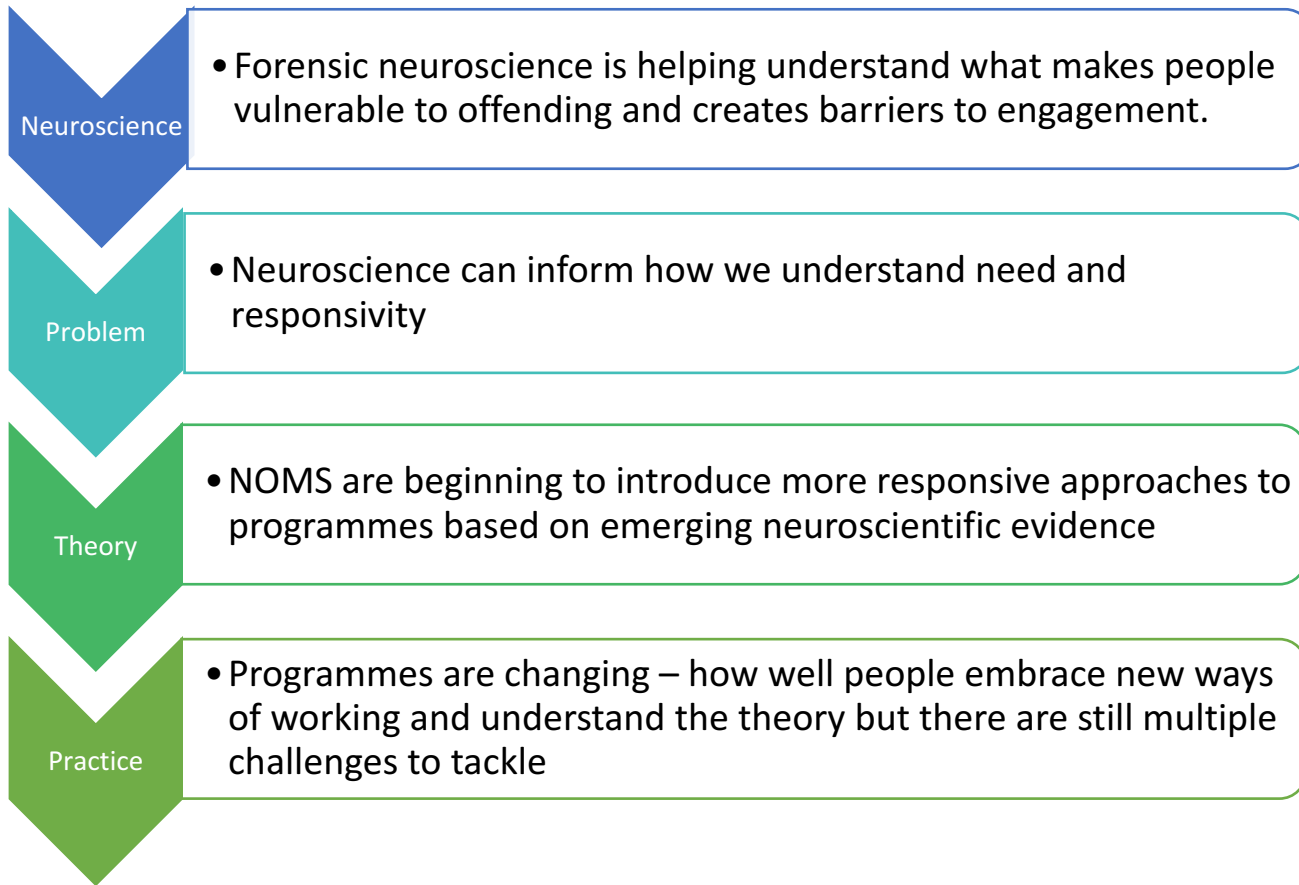 Neuroscience
• Forensic neuroscience is helping understand what makes people
vulnerable to offending and creates barriers to engagement.
Problem
• Neuroscience can inform how we understand need and
responsivity
Theory
• NOMS are beginning to introduce more responsive approaches to
programmes based on emerging neuroscientific evidence
Practice
• Programmes are changing – how well people embrace new ways
of working and understand the theory but there are still multiple
challenges to tackle